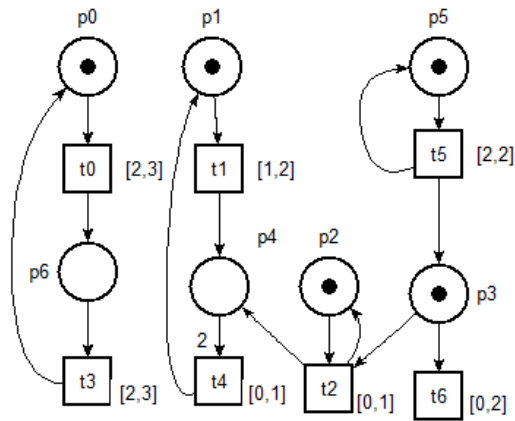 p0 p1 p5
t0 [2,3] t1 [1,2] t5 [2,2]
p6 p4 p2 p3
2
t3 [2,3] t4 [0,1] t2 [0,1] t6 [0,2]